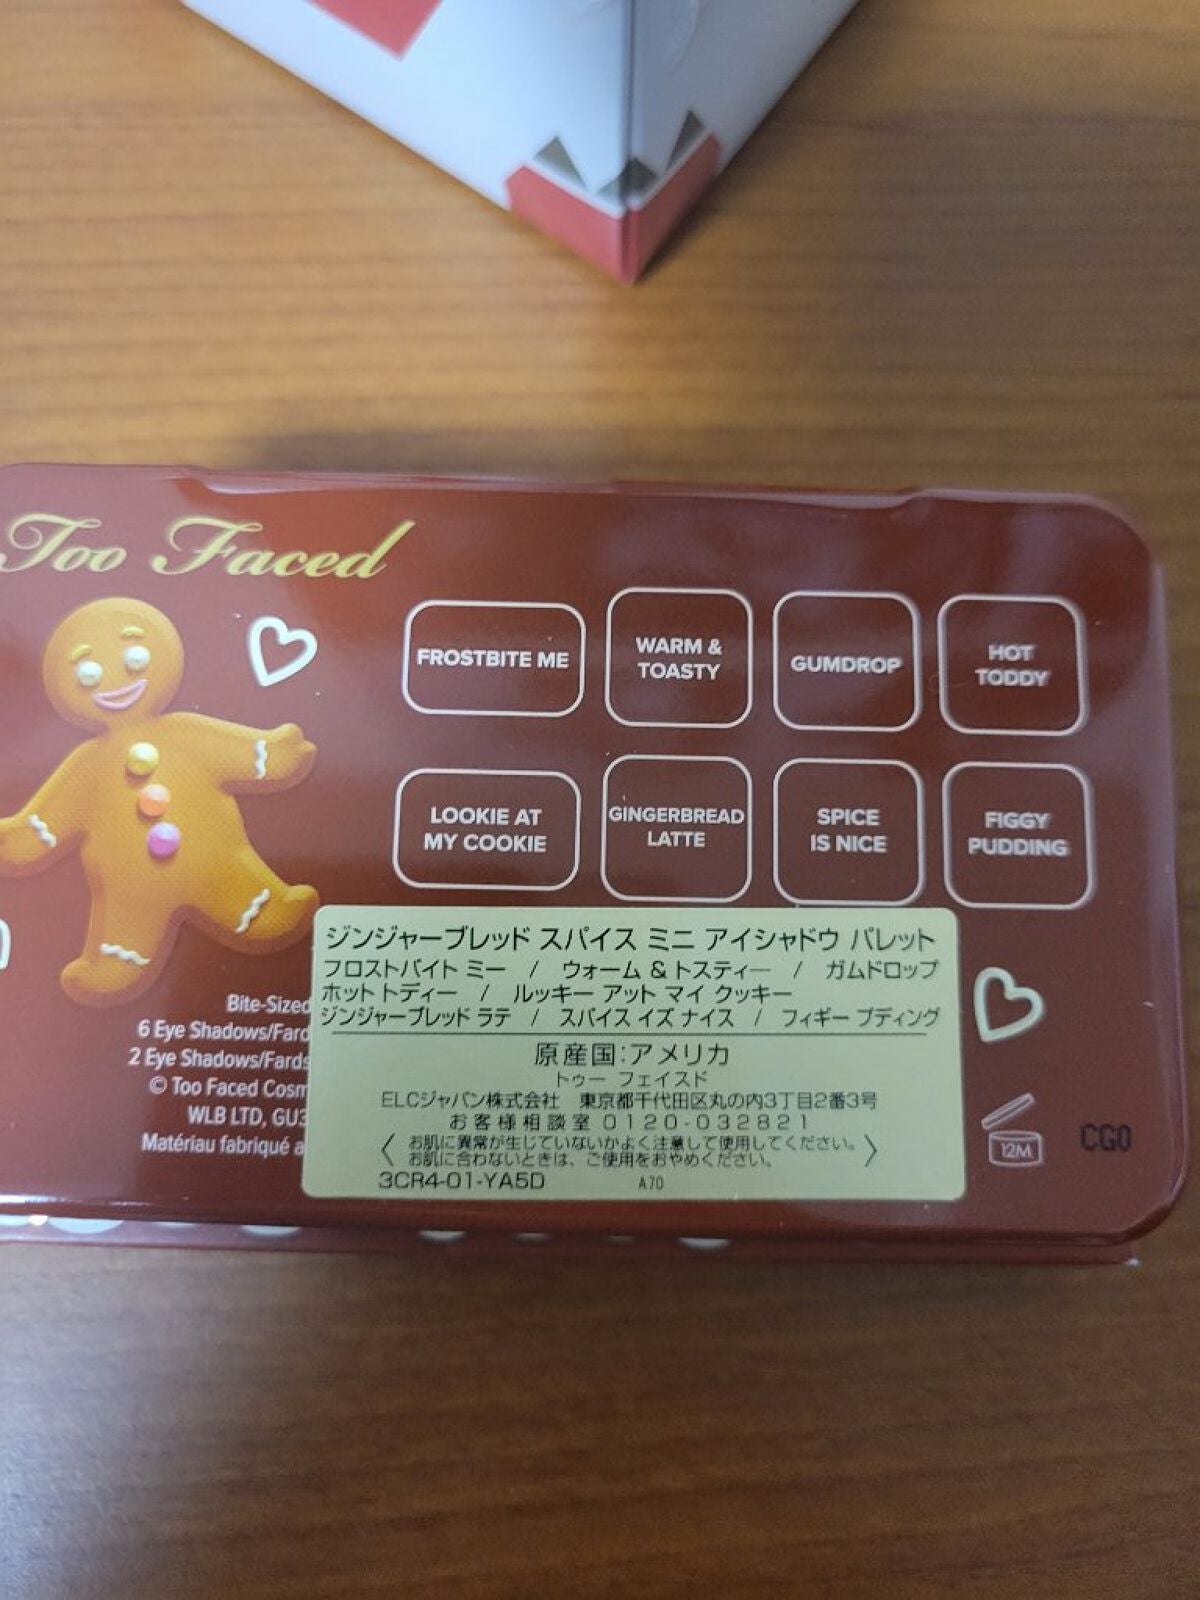 Too Faced
FROSTBITE ME
WARM &
TOASTY
GUMDROP
HOT
TODDY
LOOKIE AT
MY COOKIE
GINGERBREAD
LATTE
SPICE
IS NICE
FIGGY
PUDDING
Bite-Sized
6 Eye Shadows/Fard
2 Eye Shadows/Fards
© Too Faced Cosm
WLB LTD, GU3
Matériau fabriqué a
ジンジャーブレッド スパイス ミニ アイシャドウ パレット
フロストバイト ミー / ウォーム & トスティー / ガムドロップ
ホット トディー / ルッキー アット マイ クッキー
ジンジャーブレッド ラテ / スパイス イズ ナイス / フィギー プディング
原産国:アメリカ
トゥー フェイスド
ELCジャパン株式会社 東京都千代田区丸の内3丁目2番3号
お客様相談室 0120-032821
〈 お肌に異常が生じていないかよく注意して使用してください。
お肌に合わないときは、ご使用をおやめください。 〉
3CR4-01-YA5D A70
12M
CG0